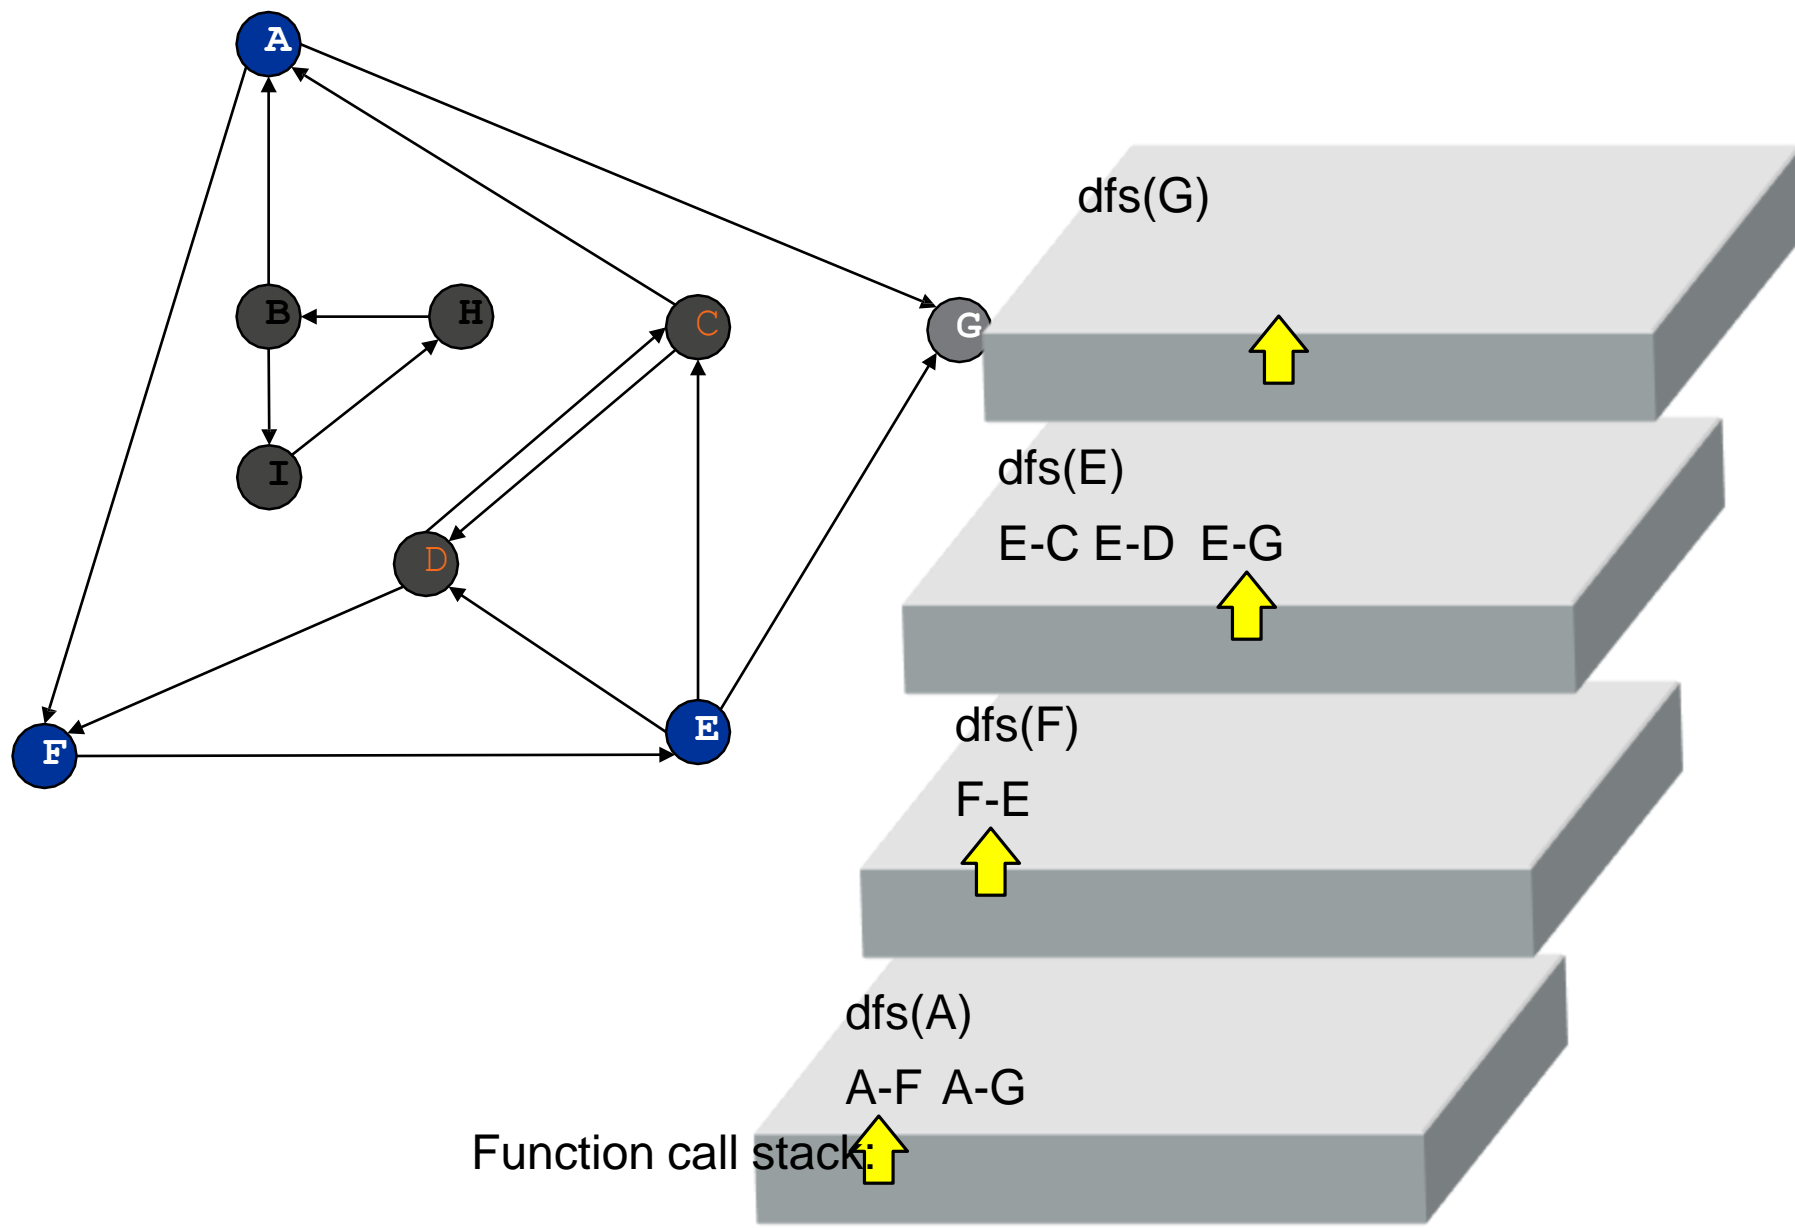 A
B
H
C
G
I
D
F
E
dfs(G)
dfs(E)
E-C E-D E-G
dfs(F)
F-E
dfs(A)
A-F A-G
Function call stack: